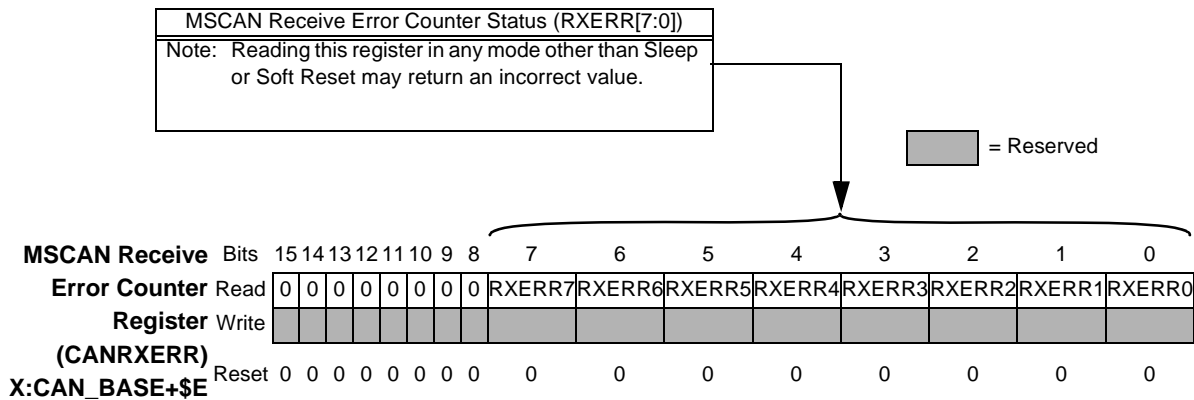 MSCAN Receive Error Counter Status (RXERR[7:0])
Note: Reading this register in any mode other than Sleep
or Soft Reset may return an incorrect value.
= Reserved
MSCAN Receive Bits 15 14 13 12 11 10 9 8 7 6 5 4 3 2 1 0
Error Counter Read 0 0 0 0 0 0 0 0 RXERR7 RXERR6 RXERR5 RXERR4 RXERR3 RXERR2 RXERR1 RXERR0
Register Write
(CANRXERR)
Reset 0 0 0 0 0 0 0 0 0 0 0 0 0 0 0 0
X:CAN_BASE+$E